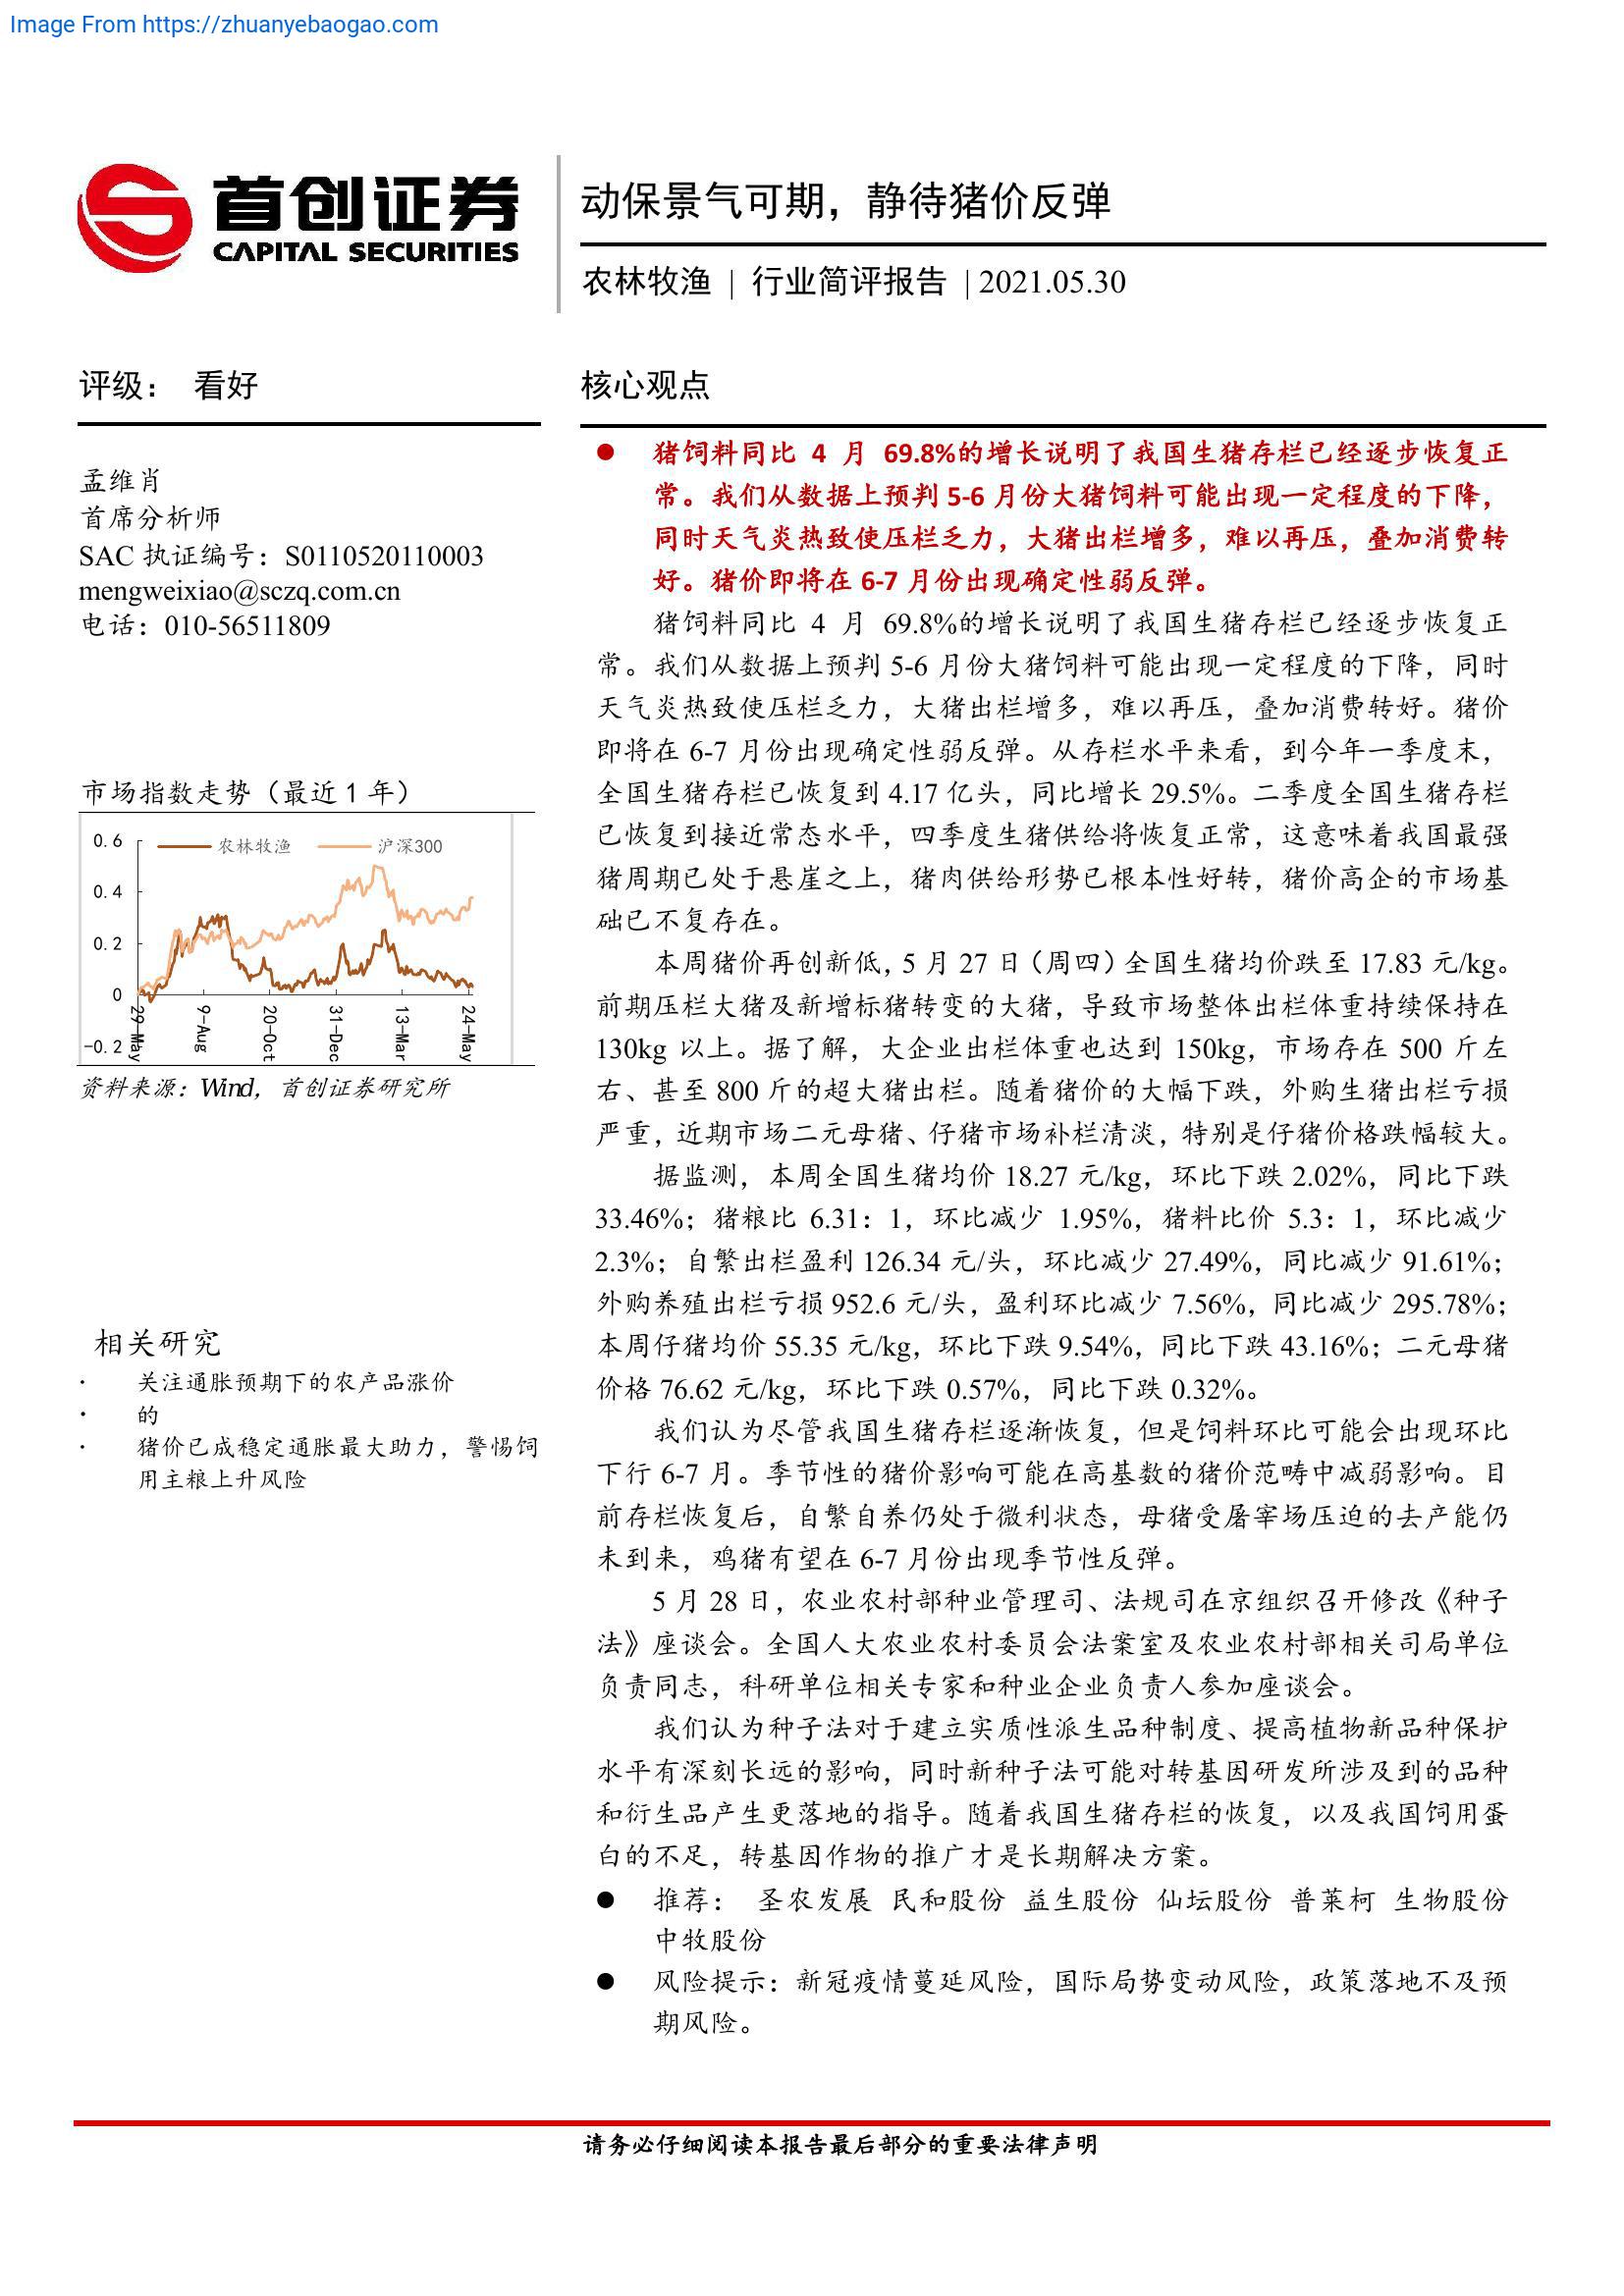 Image From https://zhuanyebaogao.com
首创证券
CAPITAL SECURITIES
动保景气可期，静待猪价反弹
农林牧渔 | 行业简评报告 | 2021.05.30
评级： 看好
孟维肖
首席分析师
SAC 执证编号：S0110520110003
mengweixiao@sczq.com.cn
电话：010-56511809
市场指数走势（最近 1 年）
农林牧渔 沪深300
0.6
0.4
0.2
0
-0.2
29-May 9-Aug 20-Oct 31-Dec 13-Mar 24-May
资料来源：Wind，首创证券研究所
相关研究
· 关注通胀预期下的农产品涨价
· 的
· 猪价已成稳定通胀最大助力，警惕饲
用主粮上升风险
核心观点
● 猪饲料同比 4 月 69.8%的增长说明了我国生猪存栏已经逐步恢复正
常。我们从数据上预判 5-6 月份大猪饲料可能出现一定程度的下降，
同时天气炎热致使压栏乏力，大猪出栏增多，难以再压，叠加消费转
好。猪价即将在 6-7 月份出现确定性弱反弹。
猪饲料同比 4 月 69.8%的增长说明了我国生猪存栏已经逐步恢复正
常。我们从数据上预判 5-6 月份大猪饲料可能出现一定程度的下降，同时
天气炎热致使压栏乏力，大猪出栏增多，难以再压，叠加消费转好。猪价
即将在 6-7 月份出现确定性弱反弹。从存栏水平来看，到今年一季度末，
全国生猪存栏已恢复到 4.17 亿头，同比增长 29.5%。二季度全国生猪存栏
已恢复到接近常态水平，四季度生猪供给将恢复正常，这意味着我国最强
猪周期已处于悬崖之上，猪肉供给形势已根本性好转，猪价高企的市场基
础已不复存在。
本周猪价再创新低，5 月 27 日（周四）全国生猪均价跌至 17.83 元/kg。
前期压栏大猪及新增标猪转变的大猪，导致市场整体出栏体重持续保持在
130kg 以上。据了解，大企业出栏体重也达到 150kg，市场存在 500 斤左
右、甚至 800 斤的超大猪出栏。随着猪价的大幅下跌，外购生猪出栏亏损
严重，近期市场二元母猪、仔猪市场补栏清淡，特别是仔猪价格跌幅较大。
据监测，本周全国生猪均价 18.27 元/kg，环比下跌 2.02%，同比下跌
33.46%；猪粮比 6.31：1，环比减少 1.95%，猪料比价 5.3：1，环比减少
2.3%；自繁出栏盈利 126.34 元/头，环比减少 27.49%，同比减少 91.61%；
外购养殖出栏亏损 952.6 元/头，盈利环比减少 7.56%，同比减少 295.78%；
本周仔猪均价 55.35 元/kg，环比下跌 9.54%，同比下跌 43.16%；二元母猪
价格 76.62 元/kg，环比下跌 0.57%，同比下跌 0.32%。
我们认为尽管我国生猪存栏逐渐恢复，但是饲料环比可能会出现环比
下行 6-7 月。季节性的猪价影响可能在高基数的猪价范畴中减弱影响。目
前存栏恢复后，自繁自养仍处于微利状态，母猪受屠宰场压迫的去产能仍
未到来，鸡猪有望在 6-7 月份出现季节性反弹。
5 月 28 日，农业农村部种业管理司、法规司在京组织召开修改《种子
法》座谈会。全国人大农业农村委员会法案室及农业农村部相关司局单位
负责同志，科研单位相关专家和种业企业负责人参加座谈会。
我们认为种子法对于建立实质性派生品种制度、提高植物新品种保护
水平有深刻长远的影响，同时新种子法可能对转基因研发所涉及到的品种
和衍生品产生更落地的指导。随着我国生猪存栏的恢复，以及我国饲用蛋
白的不足，转基因作物的推广才是长期解决方案。
● 推荐： 圣农发展 民和股份 益生股份 仙坛股份 普莱柯 生物股份
中牧股份
● 风险提示：新冠疫情蔓延风险，国际局势变动风险，政策落地不及预
期风险。
请务必仔细阅读本报告最后部分的重要法律声明